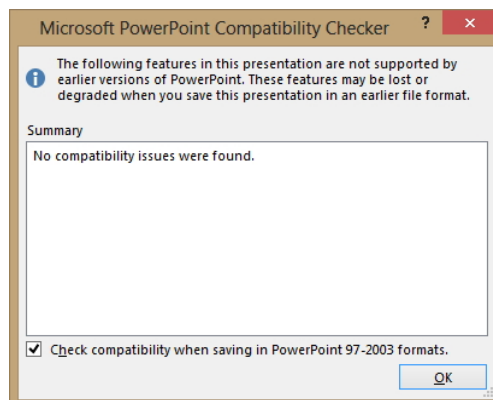 Microsoft PowerPoint Compatibility Checker ? ×
The following features in this presentation are not supported by
earlier versions of PowerPoint. These features may be lost or
degraded when you save this presentation in an earlier file format.
Summary
No compatibility issues were found.
Check compatibility when saving in PowerPoint 97-2003 formats.
OK